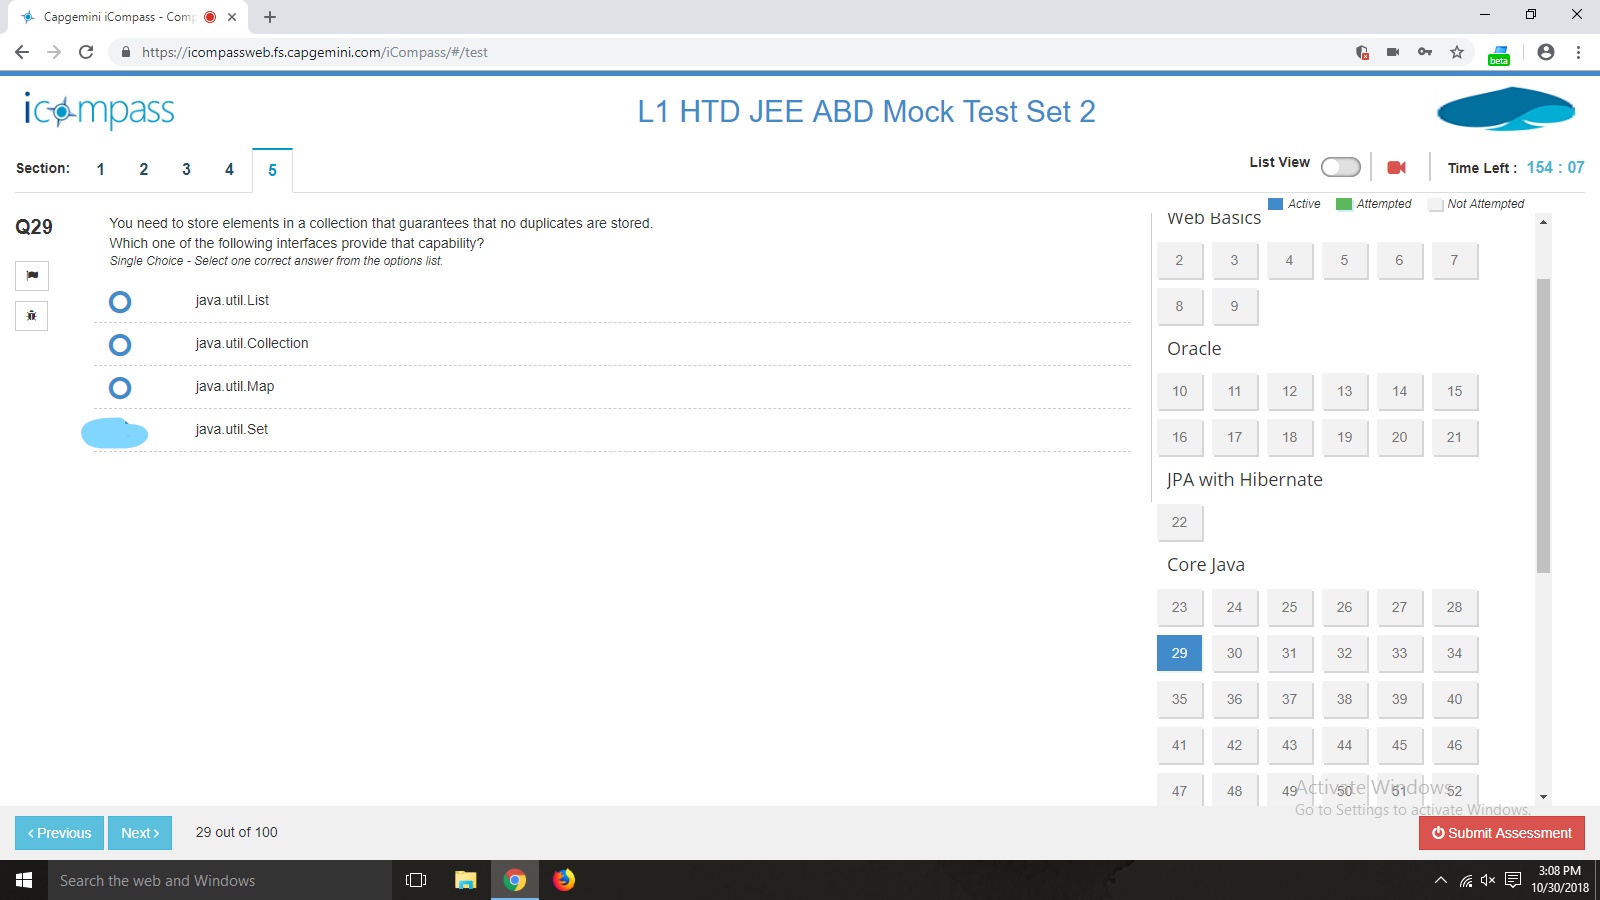 Capgemini iCompass - Comp
https://icompassweb.fs.capgemini.com/iCompass/#/test
beta
icompass
L1 HTD JEE ABD Mock Test Set 2
Section: 1 2 3 4 5
List View
Time Left : 154 : 07
Active Attempted Not Attempted
Q29
You need to store elements in a collection that guarantees that no duplicates are stored.
Which one of the following interfaces provide that capability?
Single Choice - Select one correct answer from the options list.
java.util.List
java.util.Collection
java.util.Map
java.util.Set
Web Basics
2 3 4 5 6 7
8 9
Oracle
10 11 12 13 14 15
16 17 18 19 20 21
JPA with Hibernate
22
Core Java
23 24 25 26 27 28
29 30 31 32 33 34
35 36 37 38 39 40
41 42 43 44 45 46
47 48 49 50 51 52
Activate Windows
Go to Settings to activate Windows.
Previous Next 29 out of 100
Submit Assessment
Search the web and Windows
3:08 PM
10/30/2018